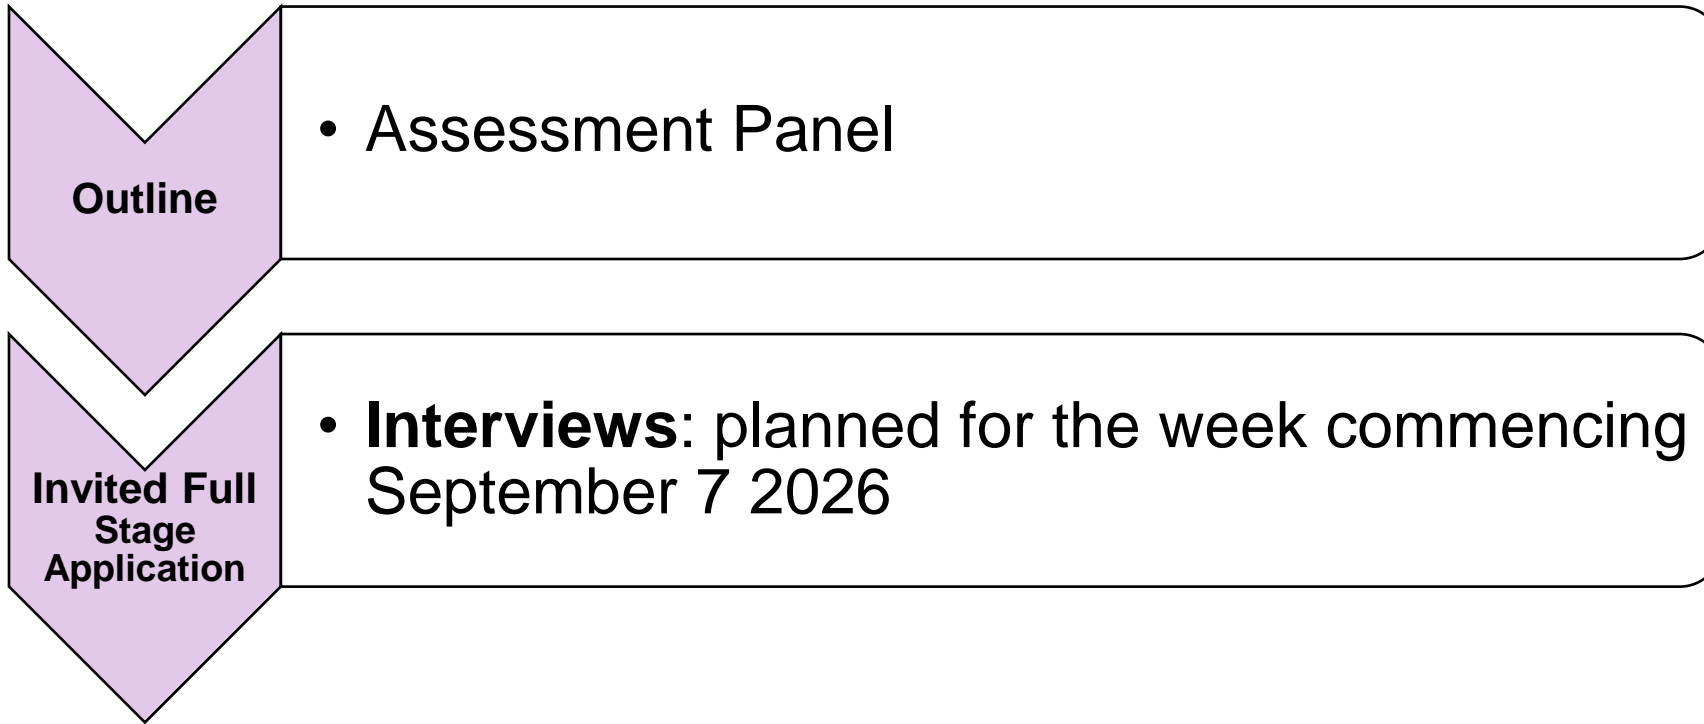 Outline
• Assessment Panel
Invited Full
Stage
Application
• Interviews: planned for the week commencing
September 7 2026